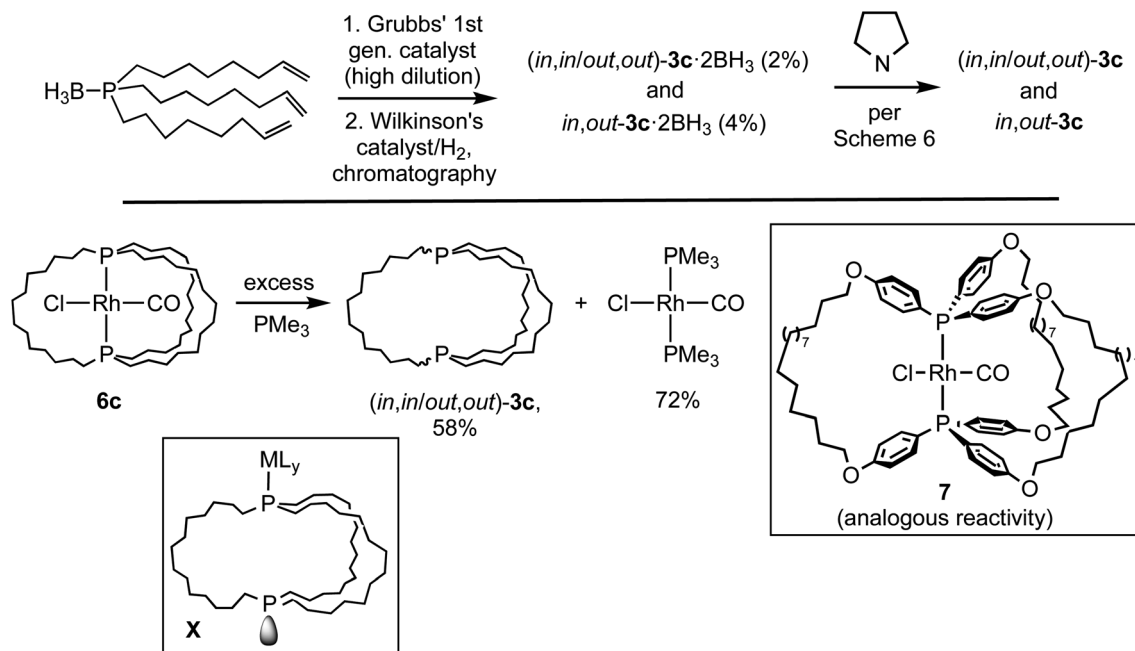 1. Grubbs' 1st
gen. catalyst
(high dilution)
2. Wilkinson's
catalyst/H2,
chromatography
H3B P
(in,in/out,out)-3c·2BH3 (2%)
and
in,out-3c·2BH3 (4%)
N
per
Scheme 6
(in,in/out,out)-3c
and
in,out-3c
P
Cl Rh CO
P
6c
excess
PMe3
P
P
(in,in/out,out)-3c,
58%
+
PMe3
Cl Rh CO
PMe3
72%
O
O
O
P
( )7
( )7
Cl Rh CO
P
O
O
O
7
(analogous reactivity)
MLy
P
P
X